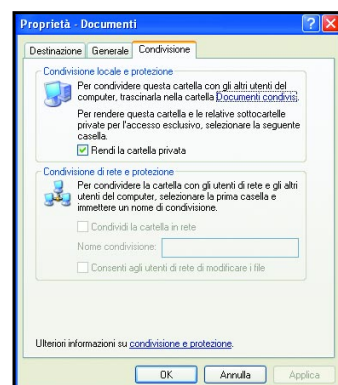 Proprietà - Documenti
Destinazione Generale Condivisione
Condivisione locale e protezione
Per condividere questa cartella con gli altri utenti del
computer, trascinarla nella cartella Documenti condivisi.
Per rendere questa cartella e le relative sottocartelle
private per l'accesso esclusivo, selezionare la seguente
casella.
Rendi la cartella privata
Condivisione di rete e protezione
Per condividere la cartella con gli utenti di rete e gli altri
utenti del computer, selezionare la prima casella e
immettere un nome di condivisione.
Condividi la cartella in rete
Nome condivisione:
Consenti agli utenti di rete di modificare i file
Ulteriori informazioni su condivisione e protezione.
OK Annulla Applica